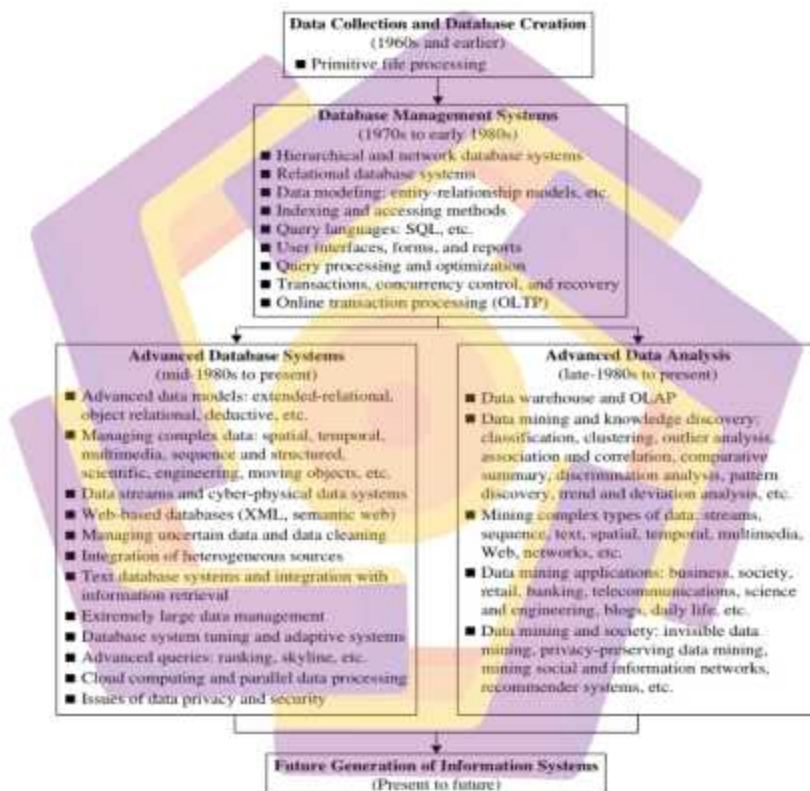 Data Collection and Database Creation
(1960s and earlier)
■ Primitive file processing
Database Management Systems
(1970s to early 1980s)
■ Hierarchical and network database systems
■ Relational database systems
■ Data modeling: entity-relationship models, etc.
■ Indexing and accessing methods
■ Query languages: SQL, etc.
■ User interfaces, forms, and reports
■ Query processing and optimization
■ Transactions, concurrency control, and recovery
■ Online transaction processing (OLTP)
Advanced Database Systems
(mid-1980s to present)
■ Advanced data models: extended-relational,
object relational, deductive, etc.
■ Managing complex data: spatial, temporal,
multimedia, sequence and structured,
scientific, engineering, moving objects, etc.
■ Data streams and cyber-physical data systems
■ Web-based databases (XML, semantic web)
■ Managing uncertain data and data cleaning
■ Integration of heterogeneous sources
■ Text database systems and integration with
information retrieval
■ Extremely large data management
■ Database system tuning and adaptive systems
■ Advanced queries: ranking, skyline, etc.
■ Cloud computing and parallel data processing
■ Issues of data privacy and security
Advanced Data Analysis
(late-1980s to present)
■ Data warehouse and OLAP
■ Data mining and knowledge discovery:
classification, clustering, outlier analysis,
association and correlation, comparative
summary, discrimination analysis, pattern
discovery, trend and deviation analysis, etc.
■ Mining complex types of data: streams,
sequence, text, spatial, temporal, multimedia,
Web, networks, etc.
■ Data mining applications: business, society,
retail, banking, telecommunications, science
and engineering, blogs, daily life, etc.
■ Data mining and society: invisible data
mining, privacy-preserving data mining,
mining social and information networks,
recommender systems, etc.
Future Generation of Information Systems
(Present to future)